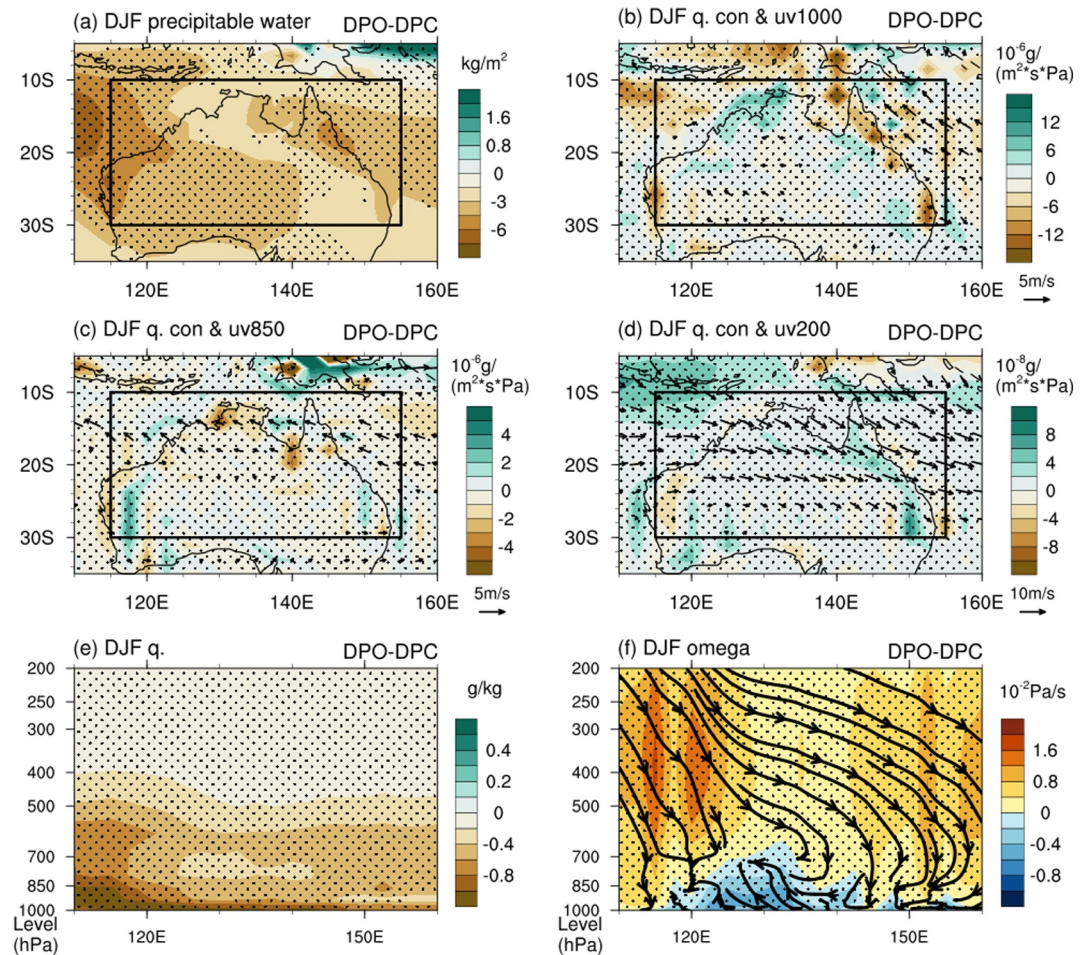 (a) DJF precipitable water DPO-DPC
kg/m²
1.6
0.8
0
-3
-6
10S
20S
30S
120E 140E 160E
(b) DJF q. con & uv1000 DPO-DPC
10⁻⁶g/
(m²*s*Pa)
12
6
0
-6
-12
10S
20S
30S
120E 140E 160E
5m/s
(c) DJF q. con & uv850 DPO-DPC
10⁻⁶g/
(m²*s*Pa)
4
2
0
-2
-4
10S
20S
30S
120E 140E 160E
5m/s
(d) DJF q. con & uv200 DPO-DPC
10⁻⁸g/
(m²*s*Pa)
8
4
0
-4
-8
10S
20S
30S
120E 140E 160E
10m/s
(e) DJF q. DPO-DPC
g/kg
0.4
0.2
0
-0.4
-0.8
200
250
300
400
500
700
850
1000
Level
(hPa)
120E 150E
(f) DJF omega DPO-DPC
10⁻²Pa/s
1.6
0.8
0
-0.4
-0.8
200
250
300
400
500
700
850
1000
Level
(hPa)
120E 150E